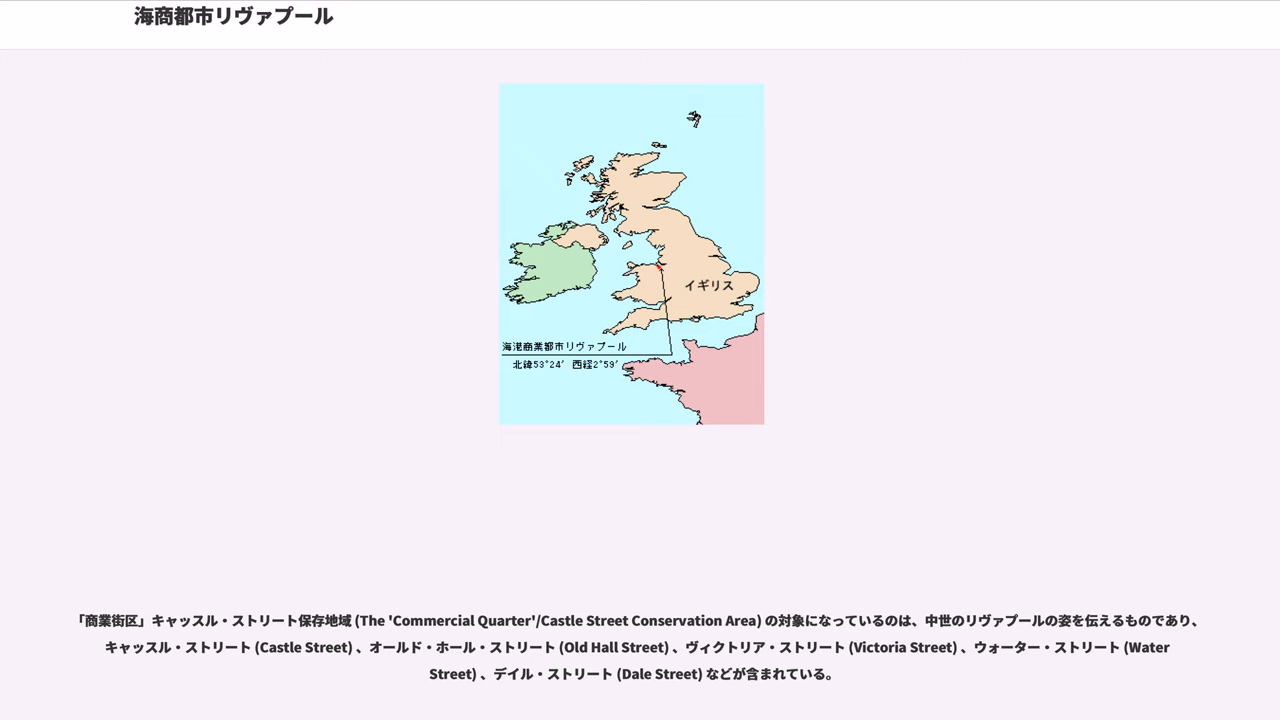 海商都市リヴァプール
イギリス
海港商業都市リヴァプール
北緯53°24′ 西経2°59′
「商業街区」キャッスル・ストリート保存地域 (The 'Commercial Quarter'/Castle Street Conservation Area) の対象になっているのは、中世のリヴァプールの姿を伝えるものであり、
キャッスル・ストリート (Castle Street) 、オールド・ホール・ストリート (Old Hall Street) 、ヴィクトリア・ストリート (Victoria Street) 、ウォーター・ストリート (Water
Street) 、デイル・ストリート (Dale Street) などが含まれている。